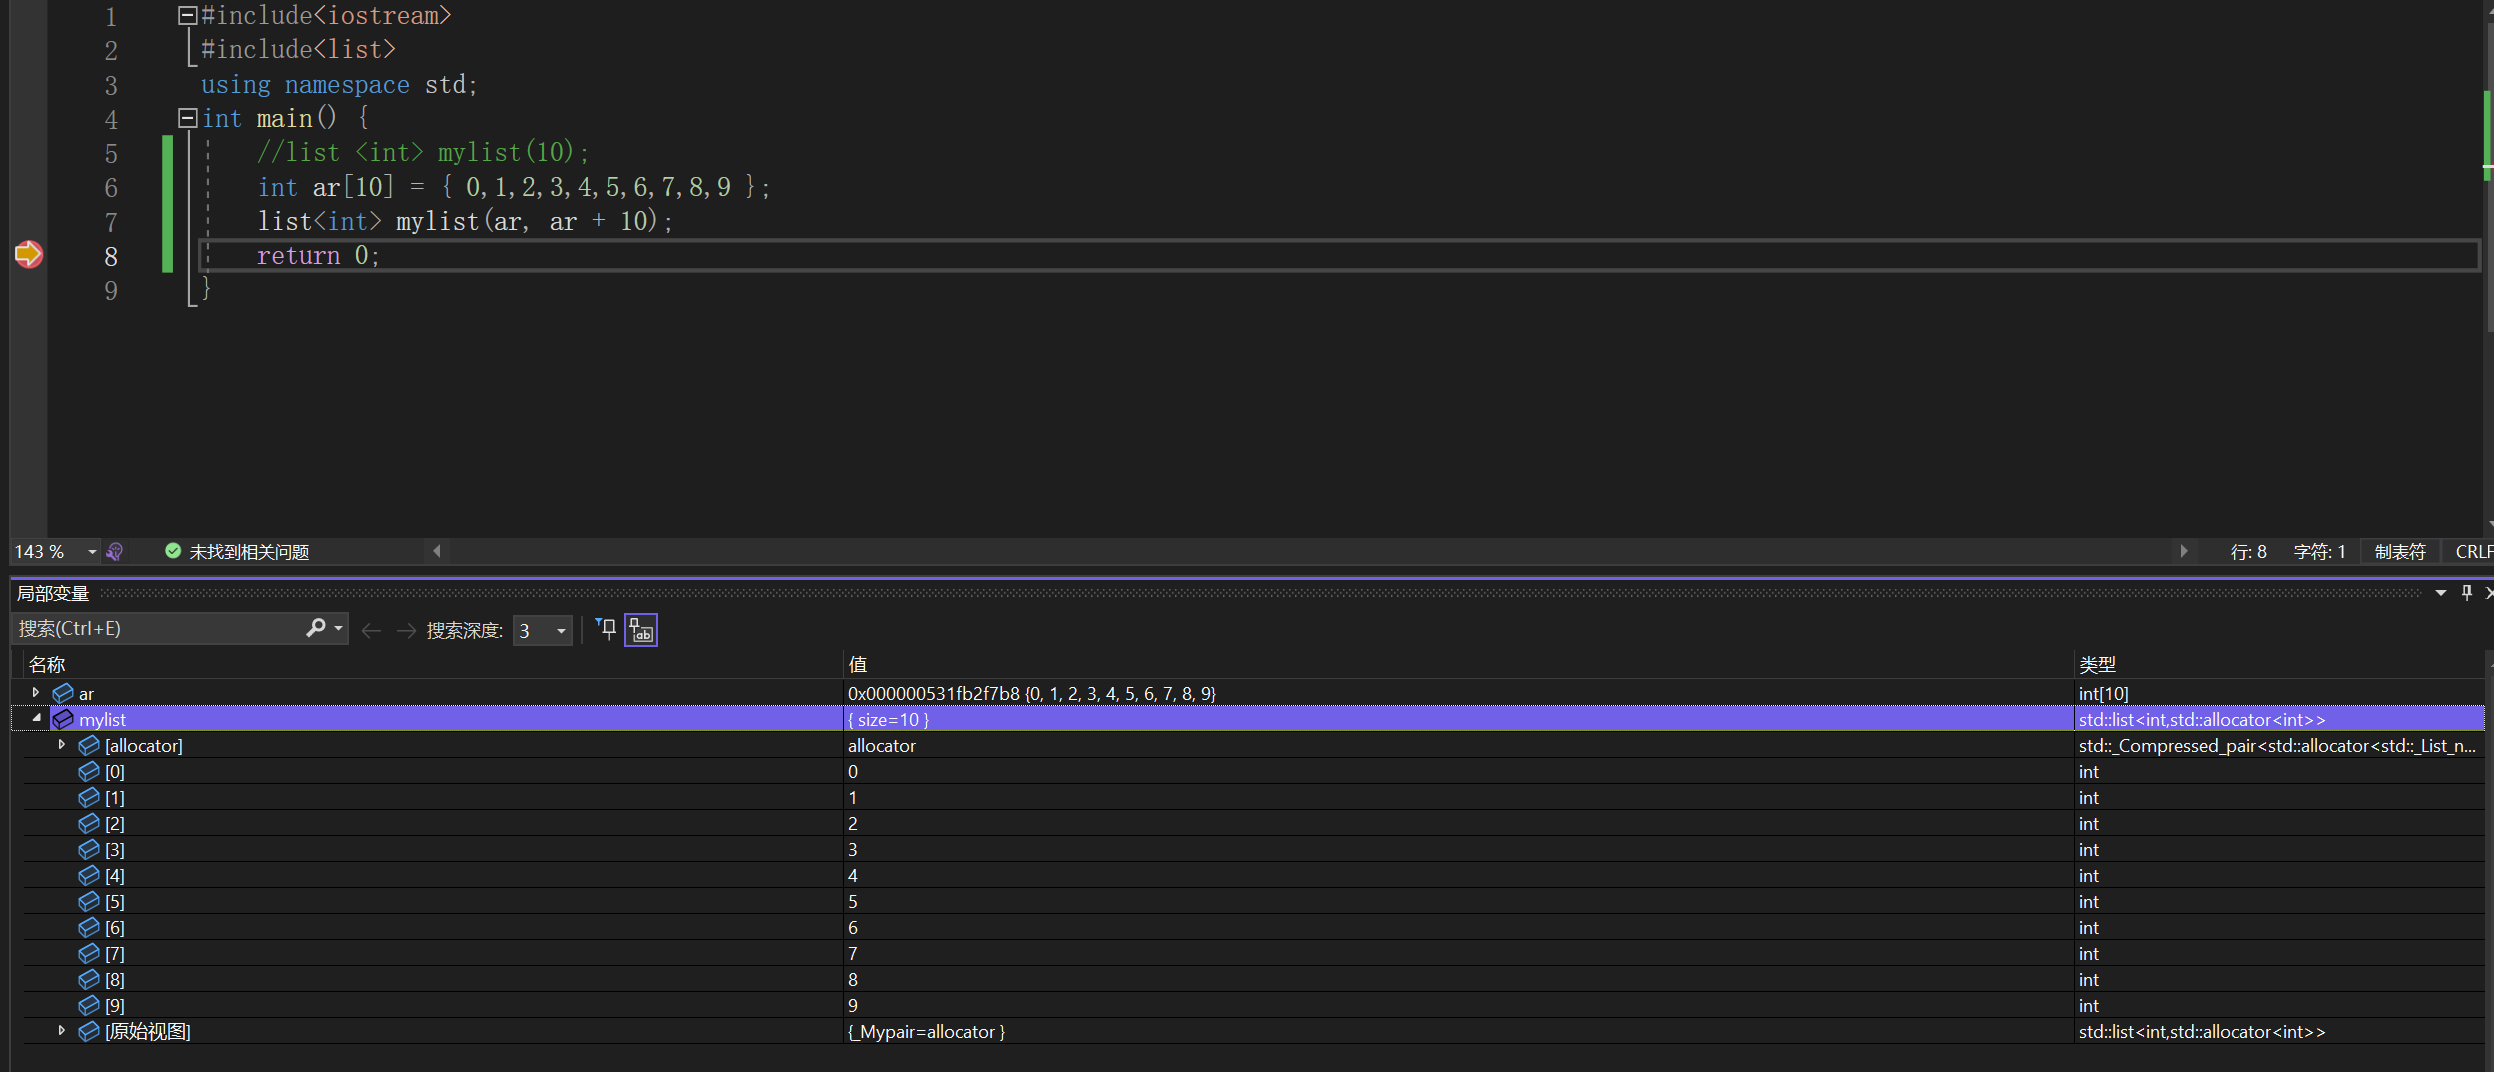 1 #include<iostream>
2 #include<list>
3 using namespace std;
4 int main() {
5 //list <int> mylist(10);
6 int ar[10] = { 0,1,2,3,4,5,6,7,8,9 };
7 list<int> mylist(ar, ar + 10);
8 return 0;
9 }
143 % 未找到相关问题 行: 8 字符: 1 制表符 CRLF
局部变量
搜索(Ctrl+E) 搜索深度: 3
名称 值 类型
ar 0x000000531fb2f7b8 {0, 1, 2, 3, 4, 5, 6, 7, 8, 9} int[10]
mylist { size=10 } std::list<int,std::allocator<int>>
[allocator] allocator std::_Compressed_pair<std::allocator<std::_List_n...
[0] 0 int
[1] 1 int
[2] 2 int
[3] 3 int
[4] 4 int
[5] 5 int
[6] 6 int
[7] 7 int
[8] 8 int
[9] 9 int
[原始视图] {_Mypair=allocator } std::list<int,std::allocator<int>>